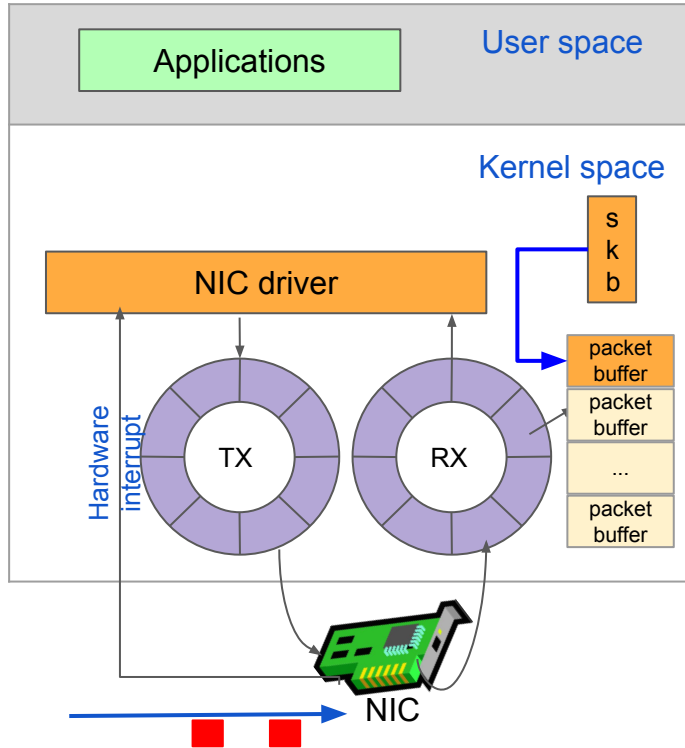 User space
Applications
Kernel space
s
k
b
NIC driver
packet
buffer
packet
buffer
...
packet
buffer
Hardware
interrupt
TX
RX
NIC